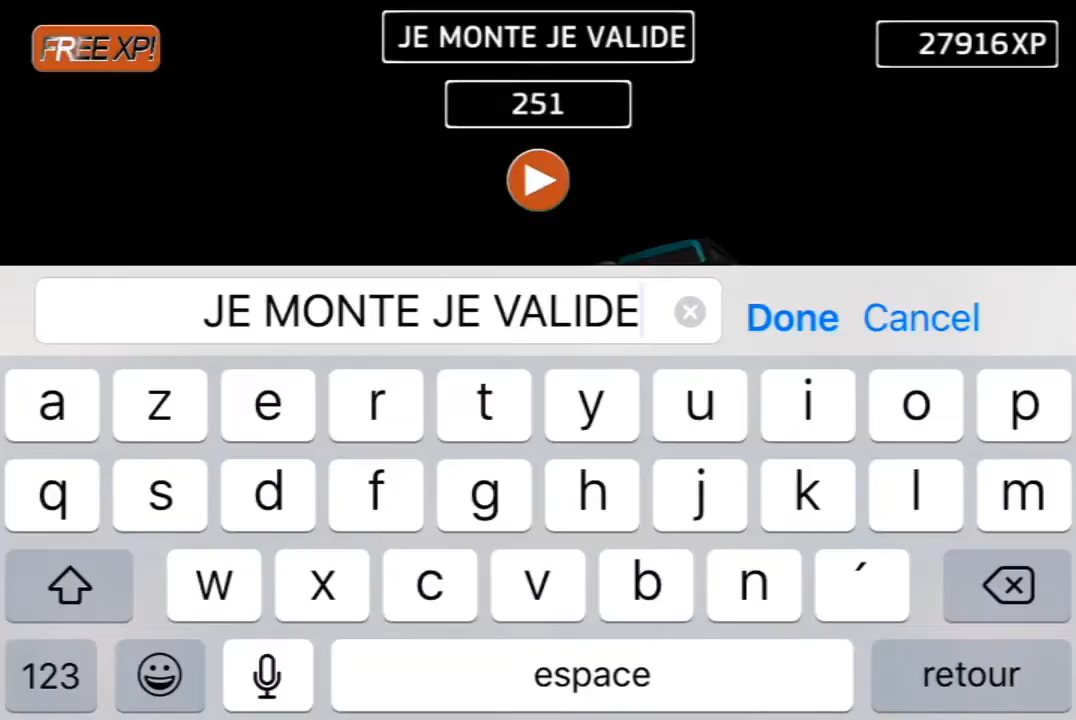 FREE XP!
JE MONTE JE VALIDE
27916XP
251
JE MONTE JE VALIDE
Done Cancel
a z e r t y u i o p
q s d f g h j k l m
w x c v b n ´
123 espace retour